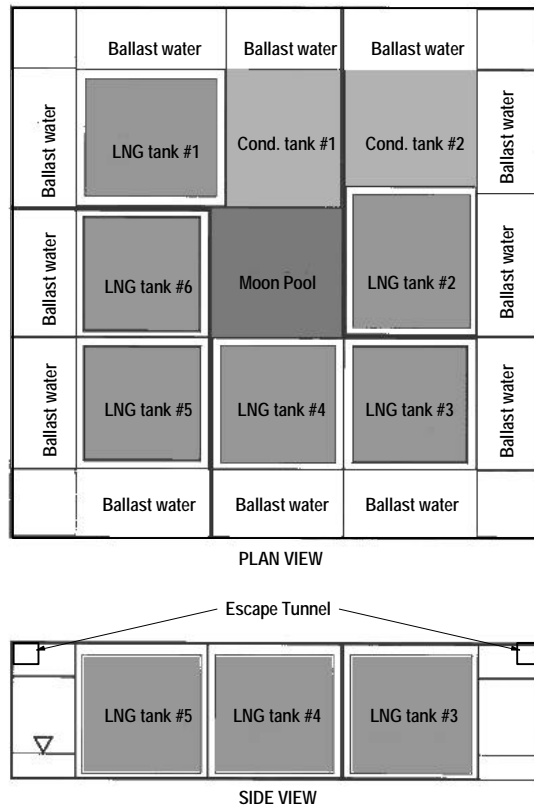 Ballast water Ballast water Ballast water
Ballast water LNG tank #1 Cond. tank #1 Cond. tank #2 Ballast water
Ballast water LNG tank #6 Moon Pool LNG tank #2 Ballast water
Ballast water LNG tank #5 LNG tank #4 LNG tank #3 Ballast water
Ballast water Ballast water Ballast water
PLAN VIEW
Escape Tunnel
LNG tank #5 LNG tank #4 LNG tank #3
SIDE VIEW